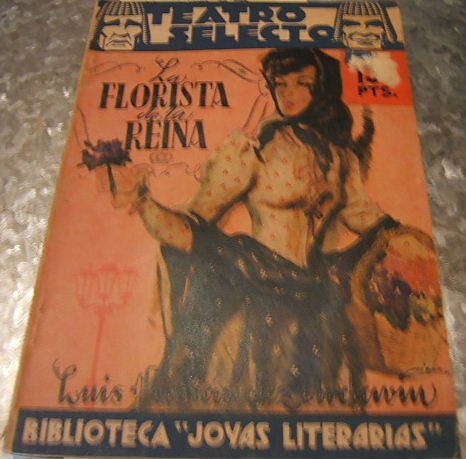 TEATRO
SELECTO
PTS.
La
FLORISTA
de la
REINA
Luis
BIBLIOTECA "JOYAS LITERARIAS"